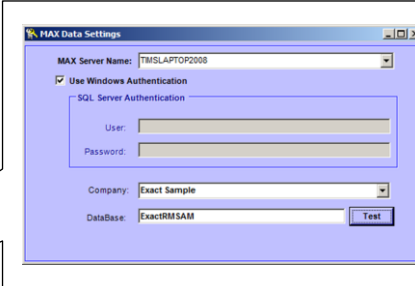 MAX Data Settings
MAX Server Name: TIMSLAPTOP2008
Use Windows Authentication
SQL Server Authentication
User:
Password:
Company: Exact Sample
DataBase: ExactRMSAM Test